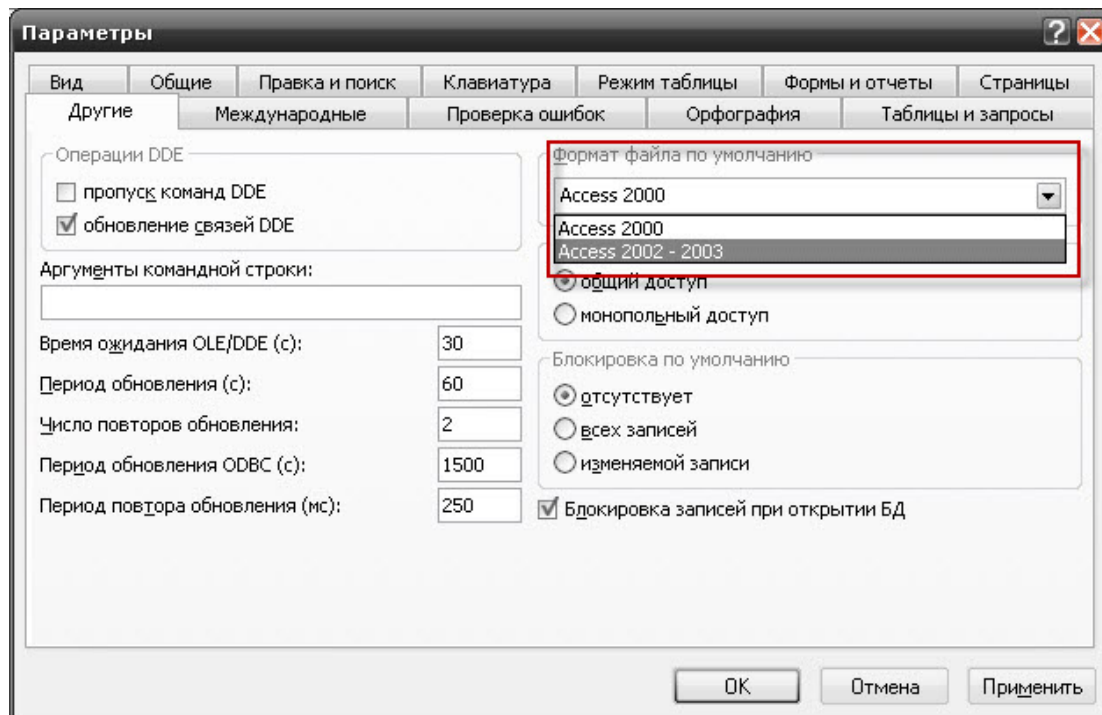 Параметры
Вид Общие Правка и поиск Клавиатура Режим таблицы Формы и отчеты Страницы
Другие Международные Проверка ошибок Орфография Таблицы и запросы
Операции DDE
пропуск команд DDE
обновление связей DDE
Аргументы командной строки:
Время ожидания OLE/DDE (с): 30
Период обновления (с): 60
Число повторов обновления: 2
Период обновления ODBC (с): 1500
Период повтора обновления (мс): 250
Формат файла по умолчанию
Access 2000
Access 2000
Access 2002 - 2003
общий доступ
монопольный доступ
Блокировка по умолчанию
отсутствует
всех записей
изменяемой записи
Блокировка записей при открытии БД
OK Отмена Применить